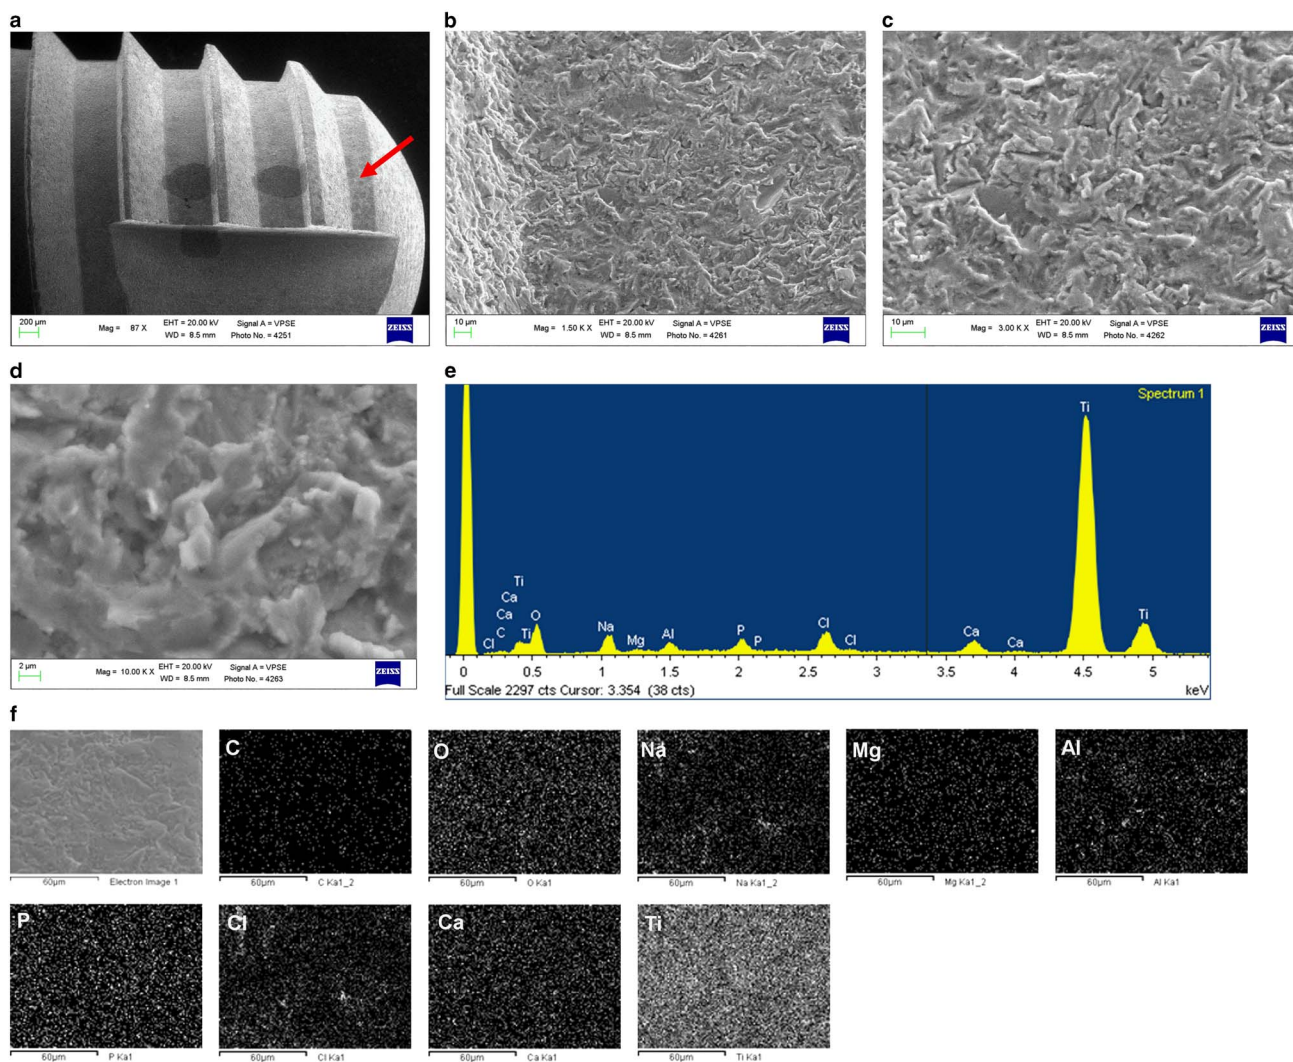 a
200 µm
Mag = 87 X
EHT = 20.00 kV
Signal A = VPSE
WD = 8.5 mm
Photo No. = 4251
ZEISS
b
10 µm
Mag = 1.50 K X
EHT = 20.00 kV
Signal A = VPSE
WD = 8.5 mm
Photo No. = 4261
ZEISS
c
10 µm
Mag = 3.00 K X
EHT = 20.00 kV
Signal A = VPSE
WD = 8.5 mm
Photo No. = 4262
ZEISS
d
2 µm
Mag = 10.00 K X
EHT = 20.00 kV
Signal A = VPSE
WD = 8.5 mm
Photo No. = 4263
ZEISS
e
Spectrum 1
Ti
Ti
Ca
Ca
C
Cl
Ti
O
Na
Mg
Al
P
P
Cl
Cl
Ca
Ca
Ti
0 0.5 1 1.5 2 2.5 3 3.5 4 4.5 5
Full Scale 2297 cts Cursor: 3.354 (38 cts)
keV
f
60µm Electron Image 1
C
60µm C Ka1_2
O
60µm O Ka1
Na
60µm Na Ka1_2
Mg
60µm Mg Ka1_2
Al
60µm Al Ka1
P
60µm P Ka1
Cl
60µm Cl Ka1
Ca
60µm Ca Ka1
Ti
60µm Ti Ka1